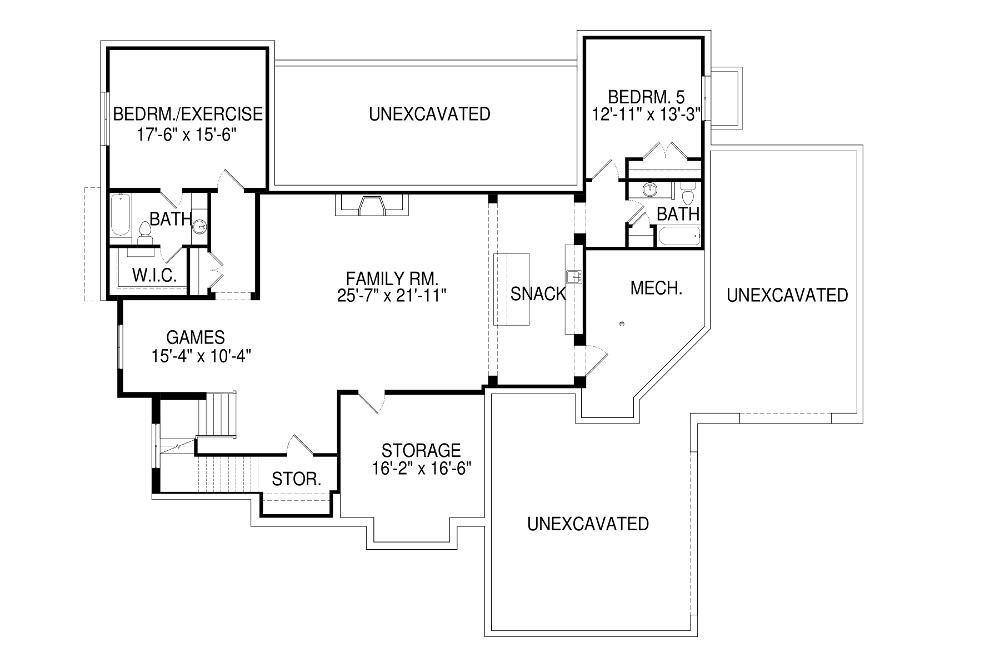 BEDRM./EXERCISE
17'-6" x 15'-6"
UNEXCAVATED
BEDRM. 5
12'-11" x 13'-3"
BATH
BATH
W.I.C.
FAMILY RM.
25'-7" x 21'-11"
SNACK
MECH.
UNEXCAVATED
GAMES
15'-4" x 10'-4"
STORAGE
16'-2" x 16'-6"
STOR.
UNEXCAVATED